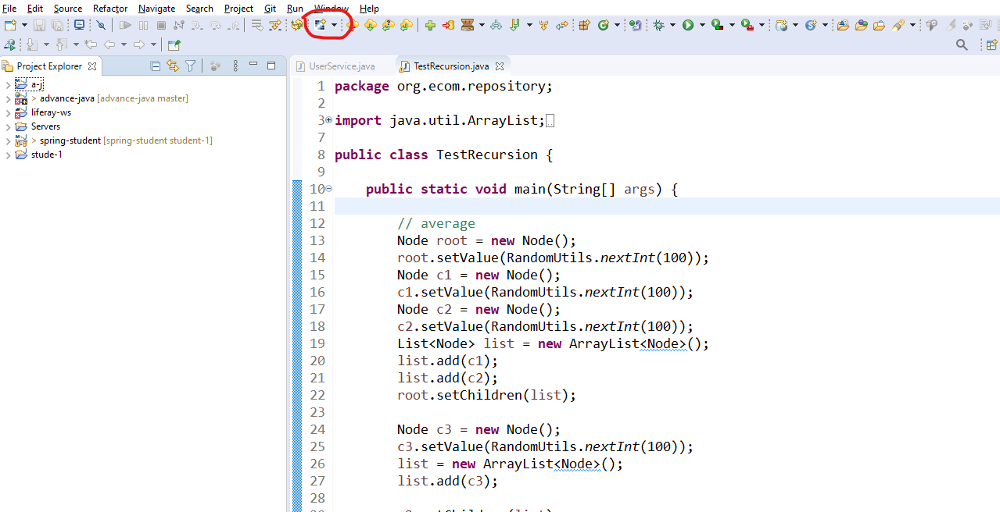 File Edit Source Refactor Navigate Search Project Git Run Window Help
Project Explorer
UserService.java TestRecursion.java
a-j
> advance-java [advance-java master]
liferay-ws
Servers
> spring-student [spring-student student-1]
stude-1
1 package org.ecom.repository;
2
3 import java.util.ArrayList;
7
8 public class TestRecursion {
9
10 public static void main(String[] args) {
11
12 // average
13 Node root = new Node();
14 root.setValue(RandomUtils.nextInt(100));
15 Node c1 = new Node();
16 c1.setValue(RandomUtils.nextInt(100));
17 Node c2 = new Node();
18 c2.setValue(RandomUtils.nextInt(100));
19 List<Node> list = new ArrayList<Node>();
20 list.add(c1);
21 list.add(c2);
22 root.setChildren(list);
23
24 Node c3 = new Node();
25 c3.setValue(RandomUtils.nextInt(100));
26 list = new ArrayList<Node>();
27 list.add(c3);
28